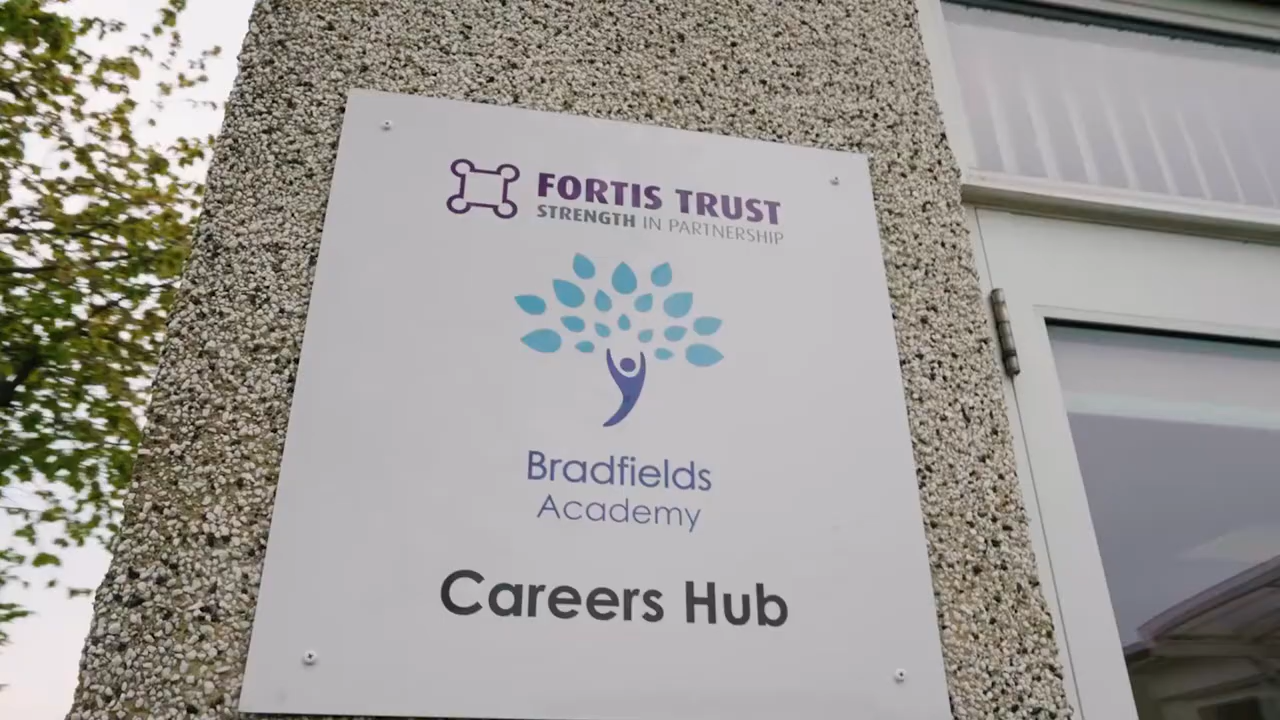 FORTIS TRUST
STRENGTH IN PARTNERSHIP
Bradfields
Academy
Careers Hub